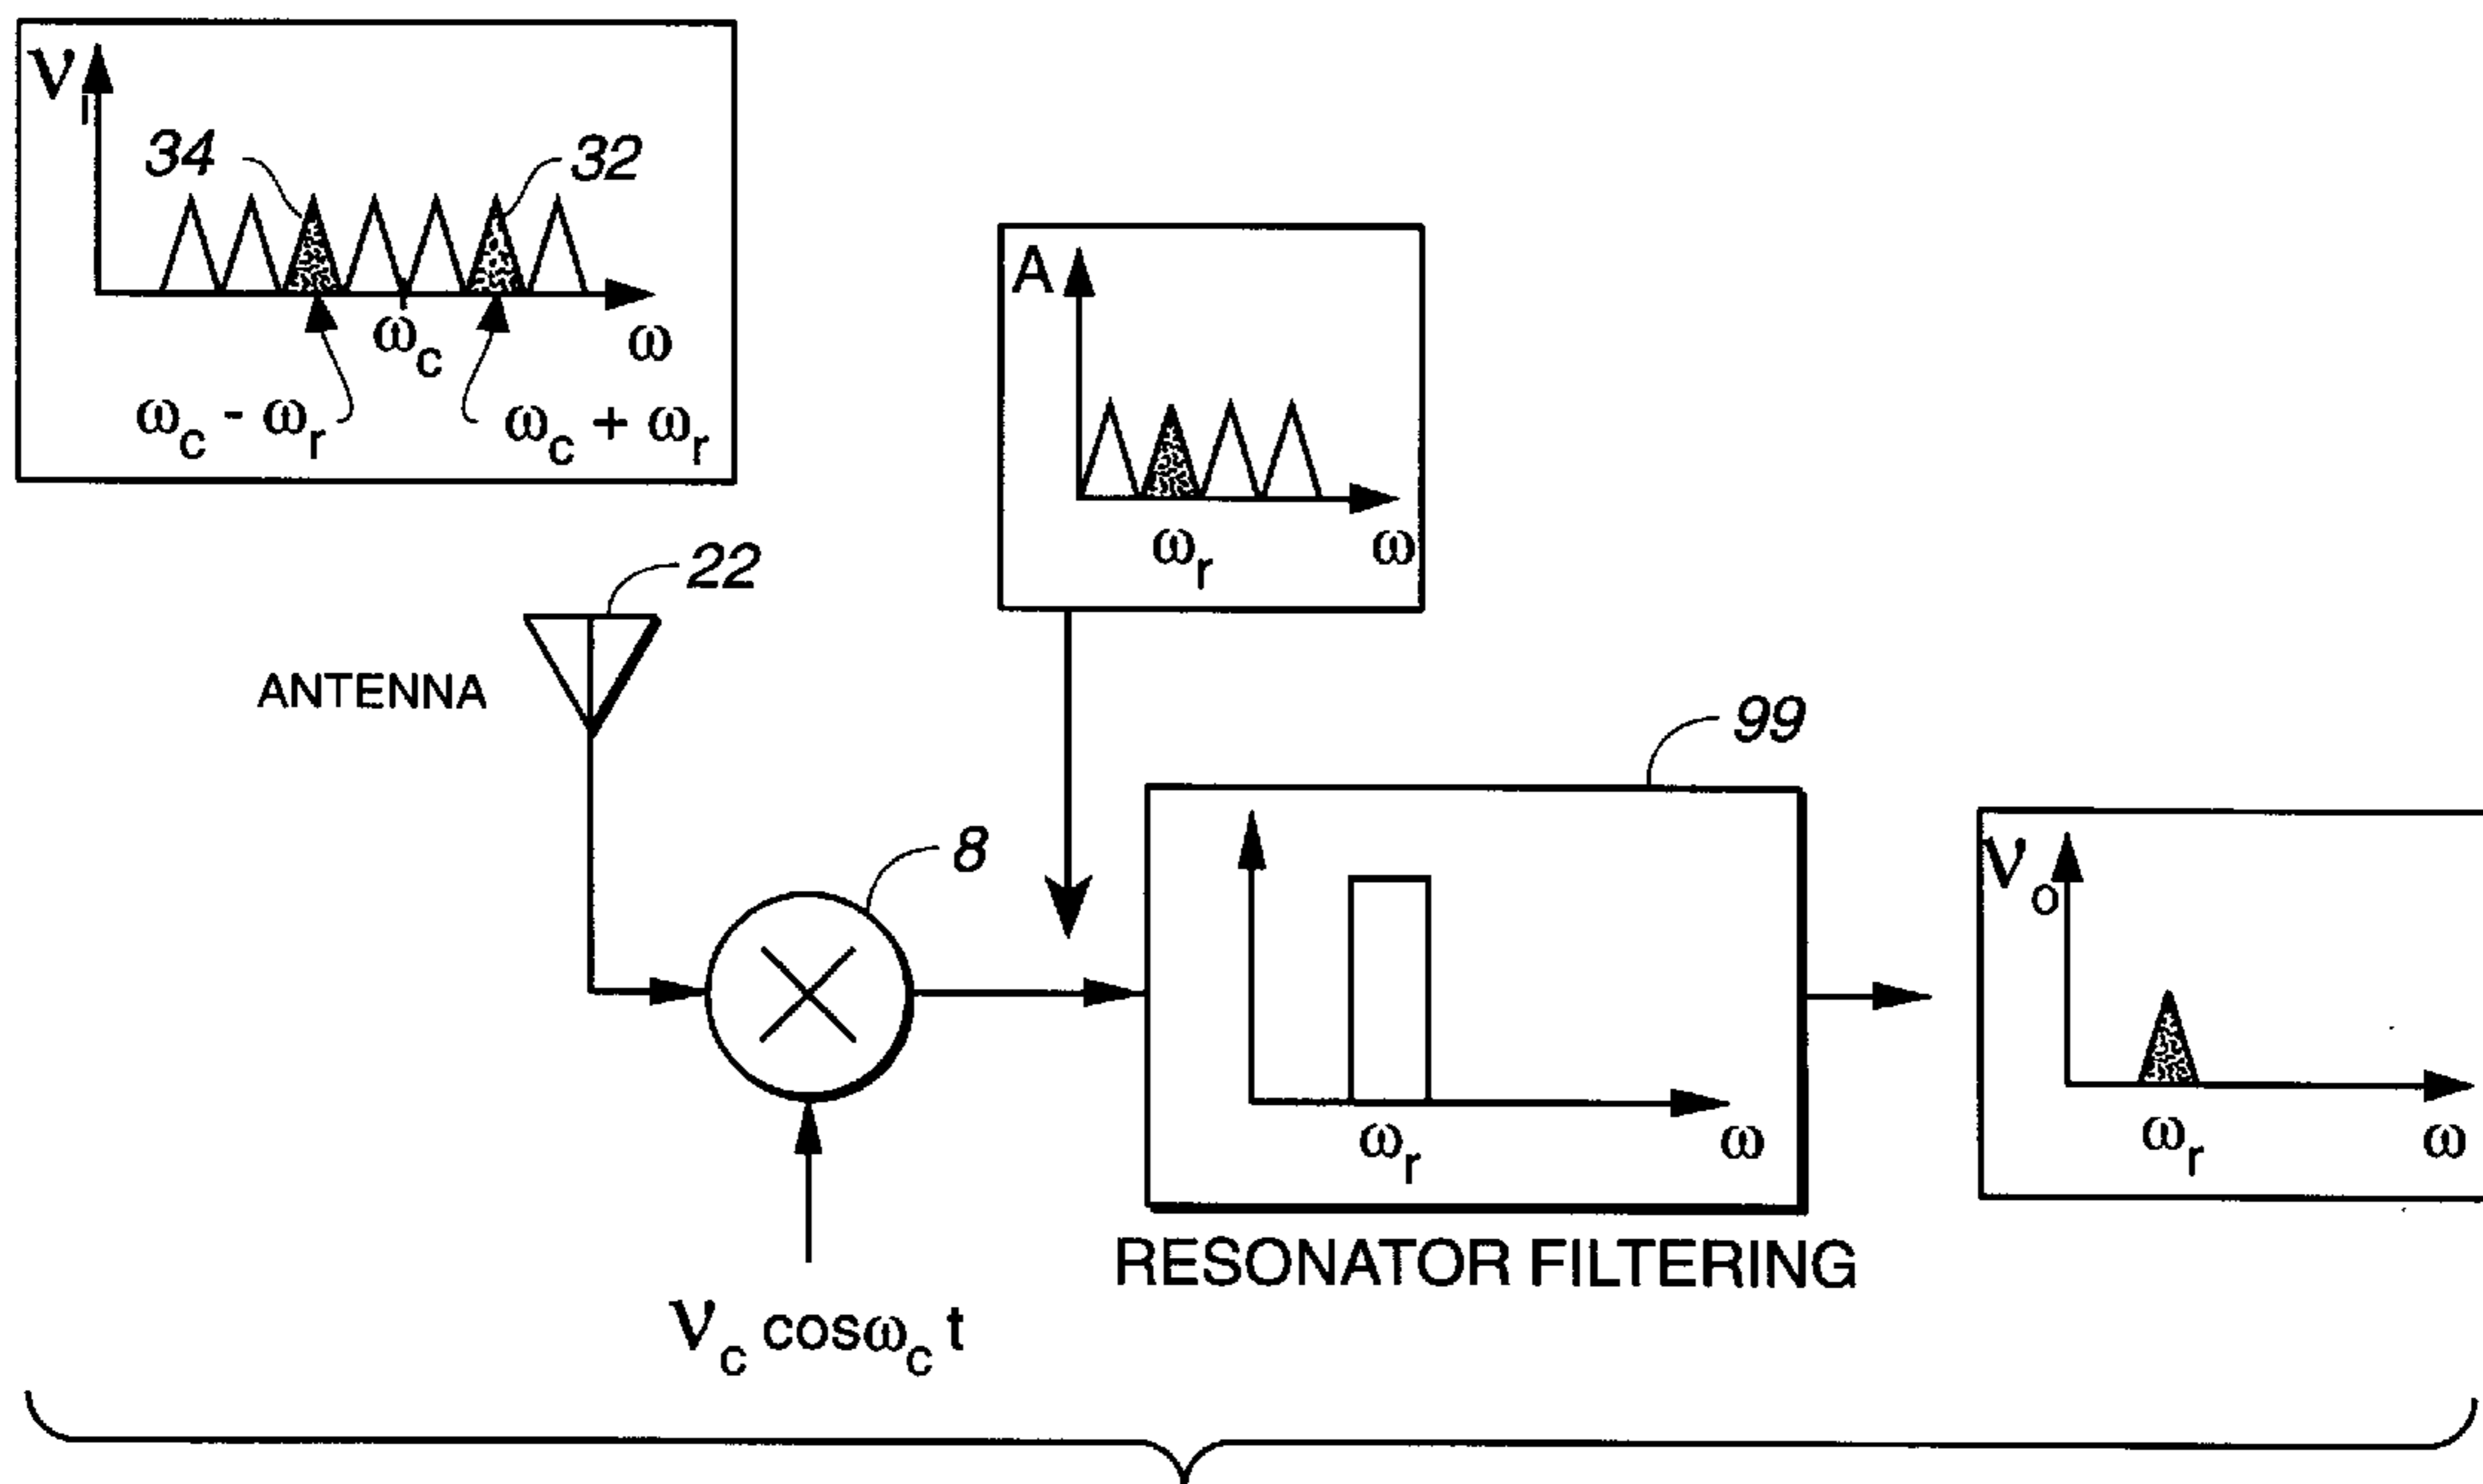 V_i
34
32
ω_c
ω
ω_c - ω_r
ω_c + ω_r
A
ω_r
ω
22
ANTENNA
99
8
V_o
ω_r
ω
ω_r
ω
RESONATOR FILTERING
V_c cosω_c t